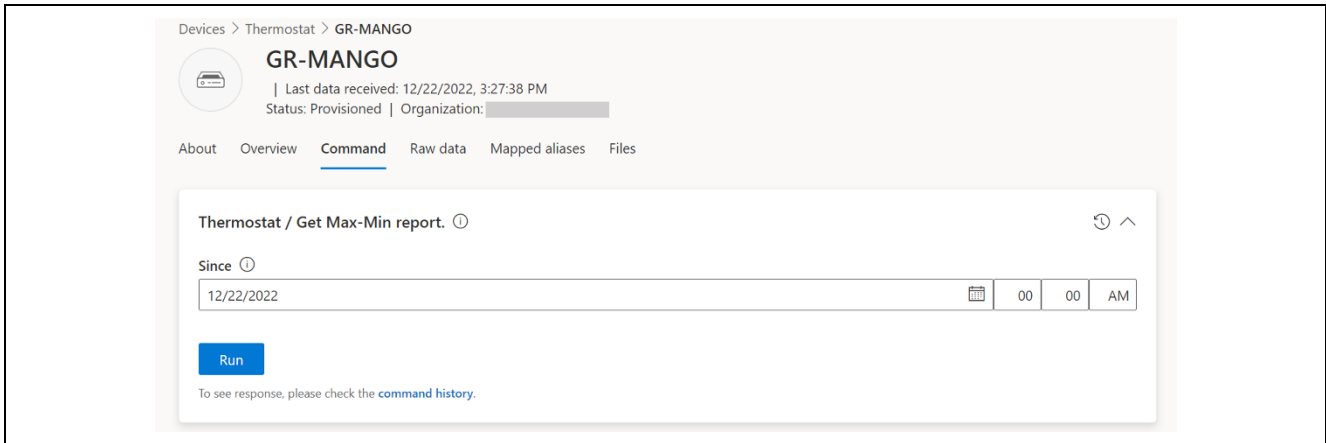 Devices > Thermostat > GR-MANGO
GR-MANGO
| Last data received: 12/22/2022, 3:27:38 PM
Status: Provisioned | Organization:
About Overview Command Raw data Mapped aliases Files
Thermostat / Get Max-Min report.
Since
12/22/2022 00 00 AM
Run
To see response, please check the command history.